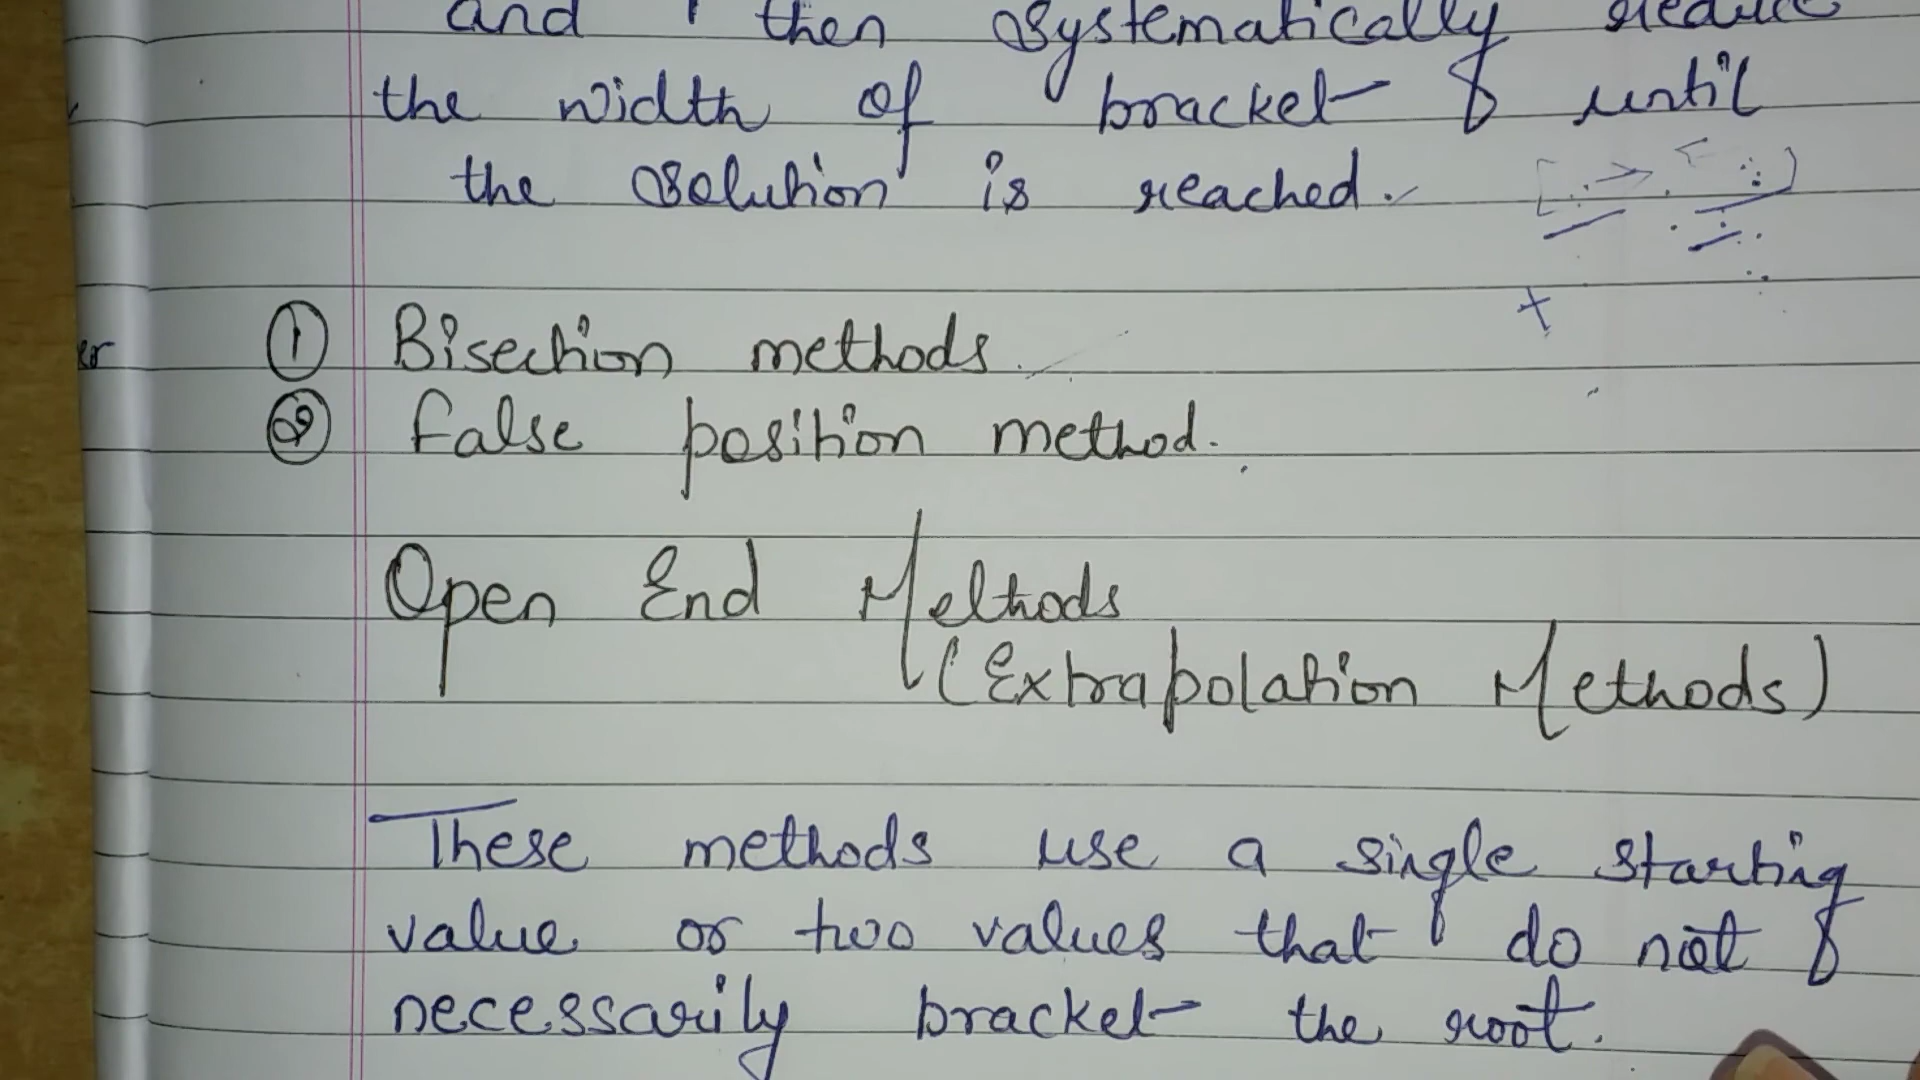 and then systematically reduce
the width of bracket until
the solution is reached.
① Bisection methods
② False position method.
Open End Methods
(Extrapolation Methods)
These methods use a single starting
value or two values that do not
necessarily bracket the root.